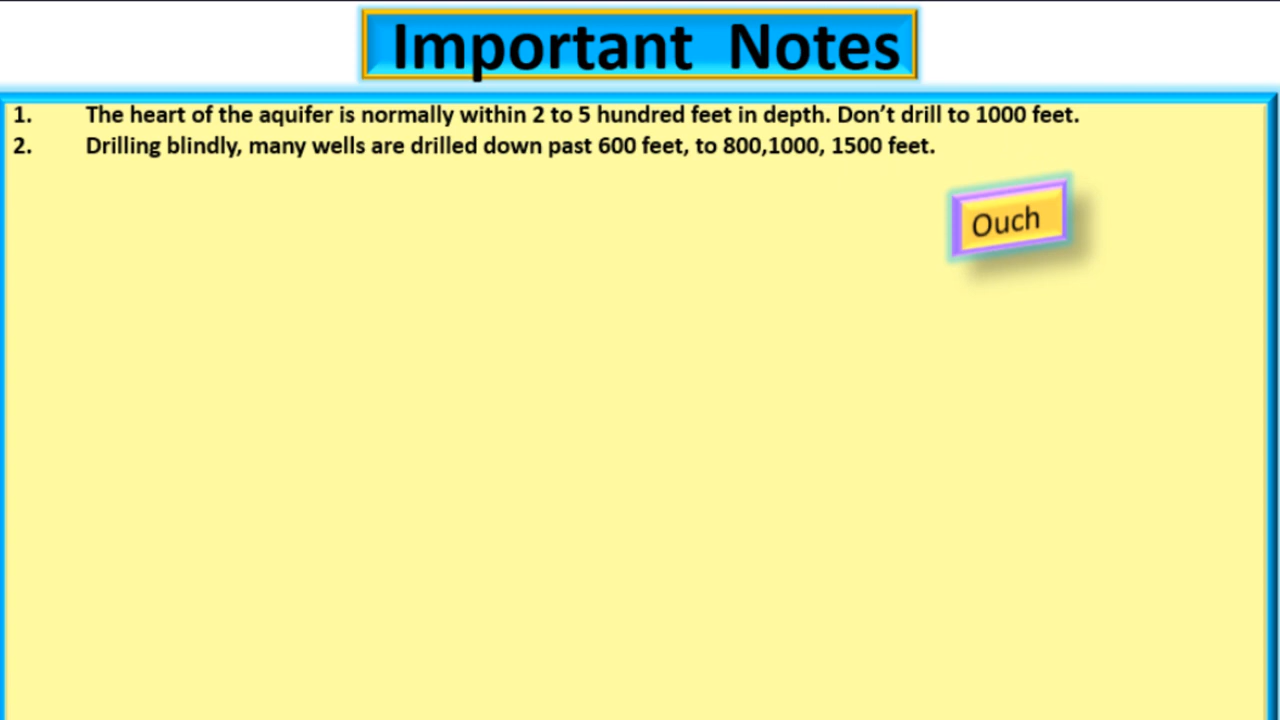 Important Notes
1. The heart of the aquifer is normally within 2 to 5 hundred feet in depth. Don’t drill to 1000 feet.
2. Drilling blindly, many wells are drilled down past 600 feet, to 800,1000, 1500 feet.
Ouch